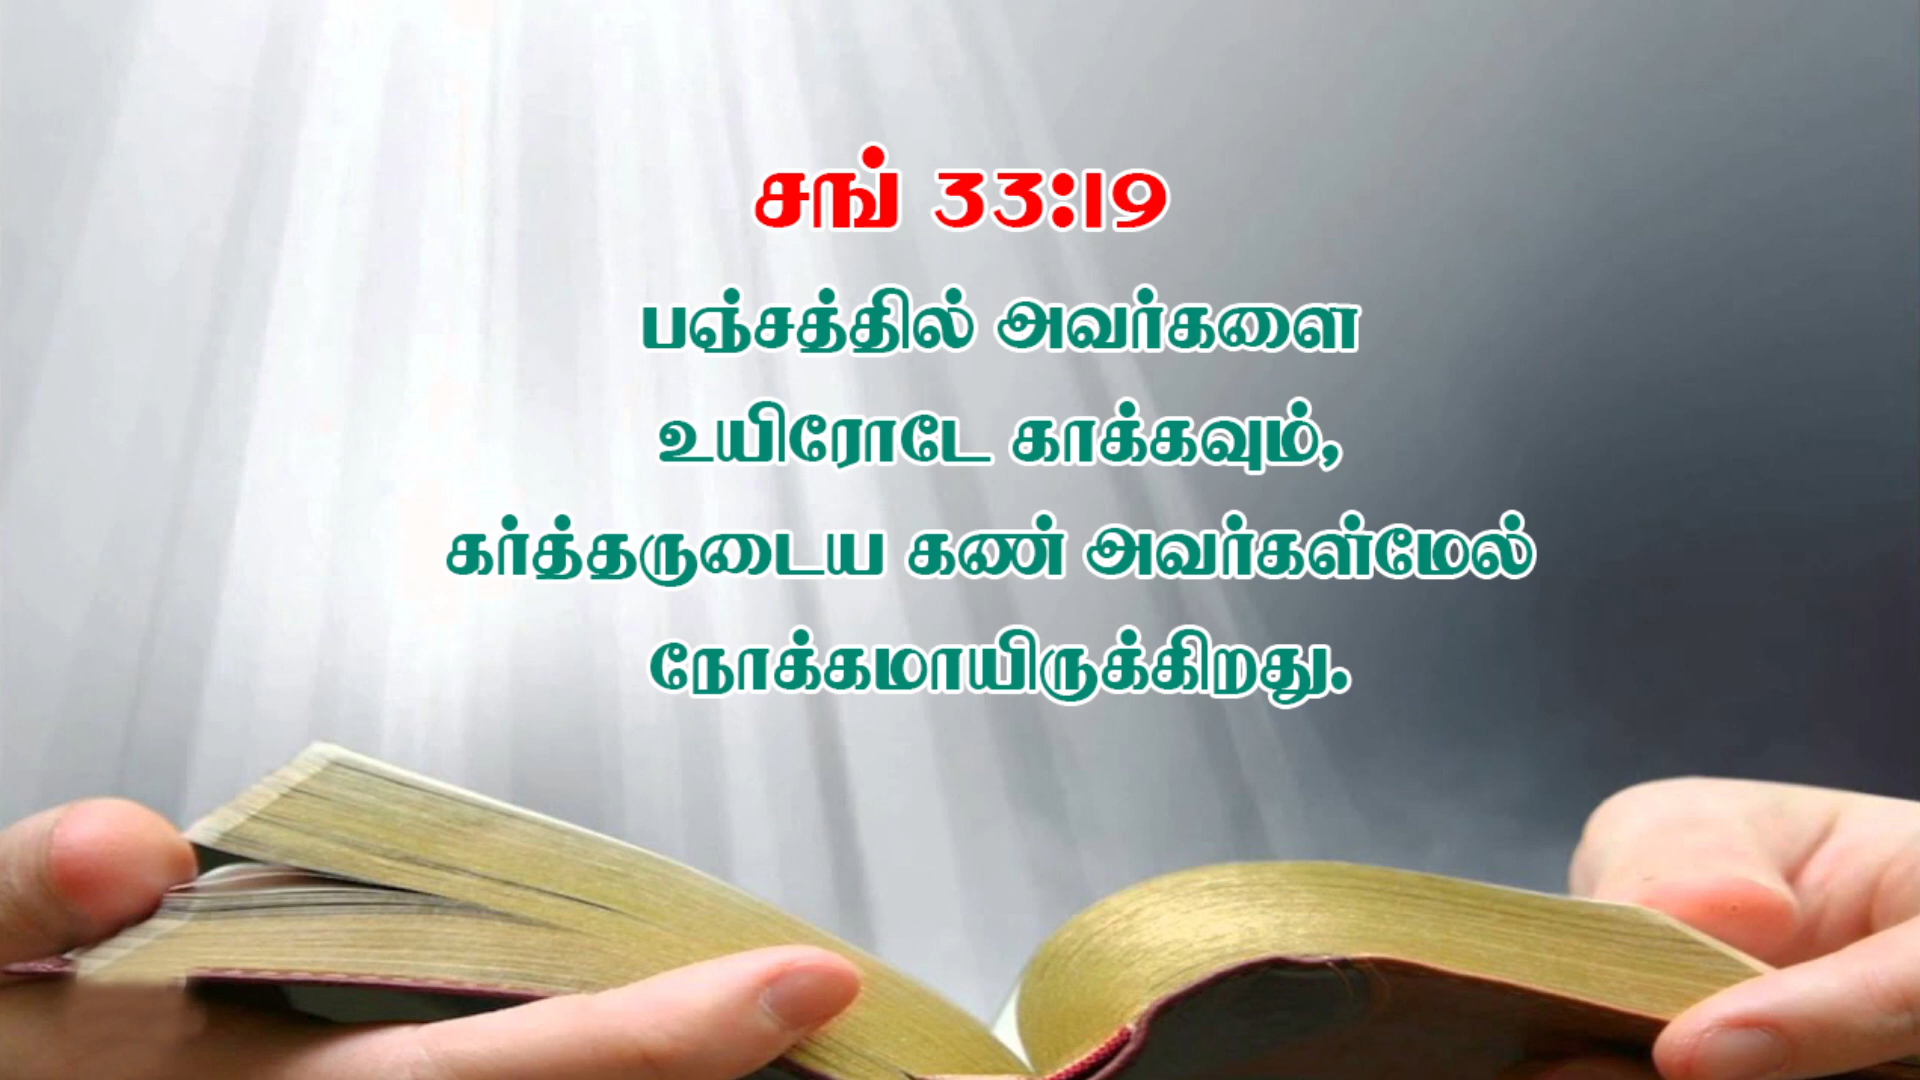 சங் 33:19
பஞ்சத்தில் அவர்களை
உயிரோடே காக்கவும்,
கர்த்தருடைய கண் அவர்கள்மேல்
நோக்கமாயிருக்கிறது.